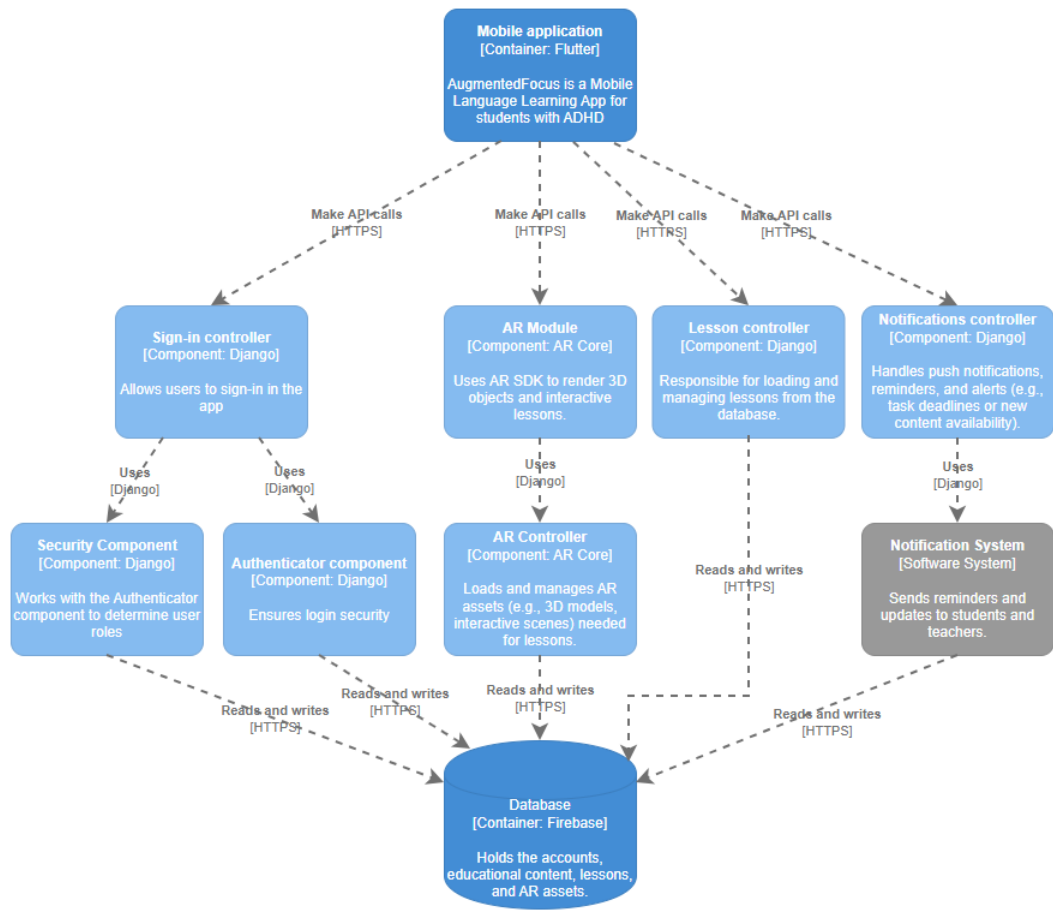 Mobile application
[Container: Flutter]
AugmentedFocus is a Mobile
Language Learning App for
students with ADHD
Make API calls
[HTTPS]
Make API calls
[HTTPS]
Make API calls
[HTTPS]
Make API calls
[HTTPS]
Sign-in controller
[Component: Django]
Allows users to sign-in in the
app
AR Module
[Component: AR Core]
Uses AR SDK to render 3D
objects and interactive
lessons.
Lesson controller
[Component: Django]
Responsible for loading and
managing lessons from the
database.
Notifications controller
[Component: Django]
Handles push notifications,
reminders, and alerts (e.g.,
task deadlines or new
content availability).
Uses
[Django]
Uses
[Django]
Uses
[Django]
Uses
[Django]
Security Component
[Component: Django]
Works with the Authenticator
component to determine user
roles
Authenticator component
[Component: Django]
Ensures login security
AR Controller
[Component: AR Core]
Loads and manages AR
assets (e.g., 3D models,
interactive scenes) needed
for lessons.
Reads and writes
[HTTPS]
Notification System
[Software System]
Sends reminders and
updates to students and
teachers.
Reads and writes
[HTTPS]
Reads and writes
[HTTPS]
Reads and writes
[HTTPS]
Reads and writes
[HTTPS]
Database
[Container: Firebase]
Holds the accounts,
educational content, lessons,
and AR assets.